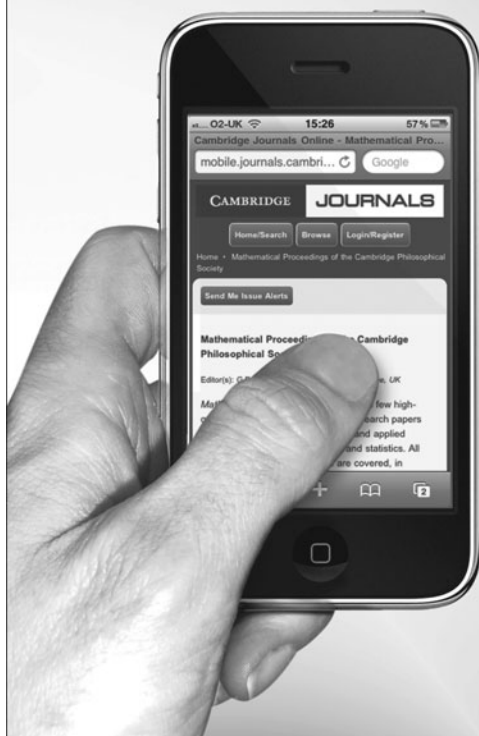 O2-UK 15:26 57%
Cambridge Journals Online - Mathematical Pro...
mobile.journals.cambri... Google
CAMBRIDGE JOURNALS
Home/Search Browse Login/Register
Home • Mathematical Proceedings of the Cambridge Philosophical
Society
Send Me Issue Alerts
Mathematical Cambridge
Philosophical
Editor(s): UK
few high-
search papers
and applied
and statistics. All
are covered, in
2